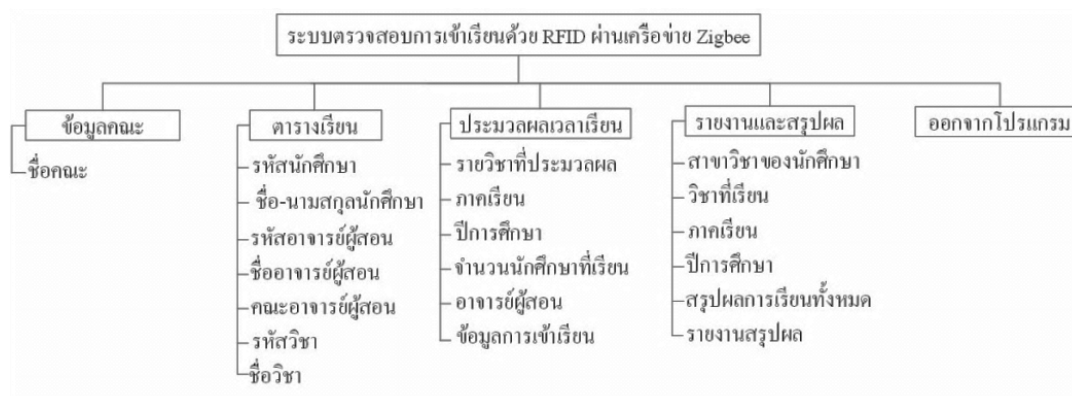 ระบบตรวจสอบการเข้าเรียนด้วย RFID ผ่านเครือข่าย Zigbee
ข้อมูลคณะ
ชื่อคณะ
ตารางเรียน
รหัสนักศึกษา
ชื่อ-นามสกุลนักศึกษา
รหัสอาจารย์ผู้สอน
ชื่ออาจารย์ผู้สอน
คณะอาจารย์ผู้สอน
รหัสวิชา
ชื่อวิชา
ประมวลผลเวลาเรียน
รายวิชาที่ประมวลผล
ภาคเรียน
ปีการศึกษา
จำนวนนักศึกษาที่เรียน
อาจารย์ผู้สอน
ข้อมูลการเข้าเรียน
รายงานและสรุปผล
สาขาวิชาของนักศึกษา
วิชาที่เรียน
ภาคเรียน
ปีการศึกษา
สรุปผลการเรียนทั้งหมด
รายงานสรุปผล
ออกจากโปรแกรม